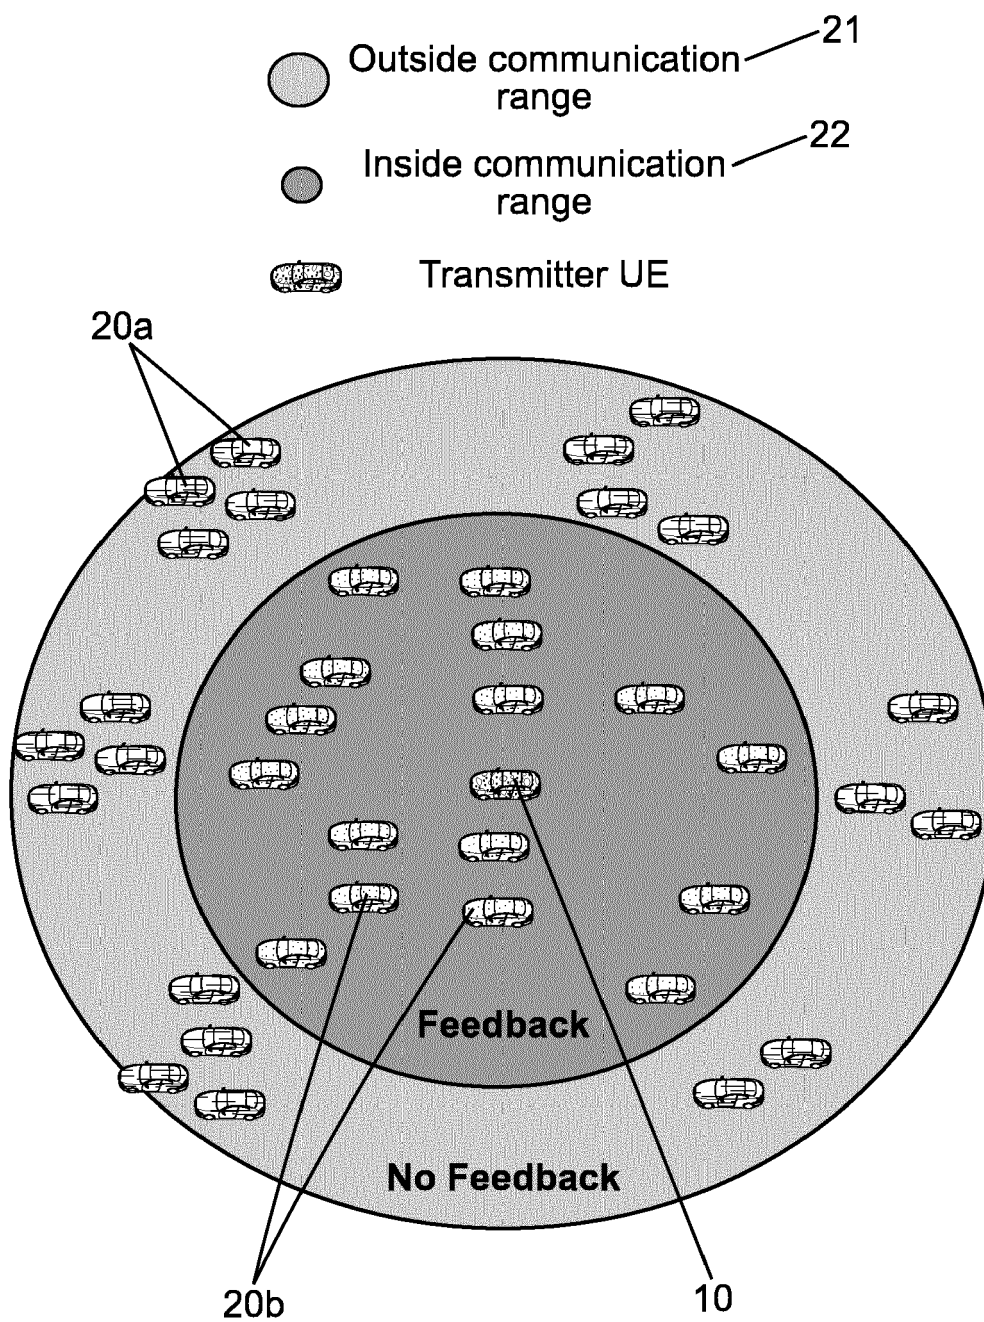 21
Outside communication
range
22
Inside communication
range
Transmitter UE
20a
Feedback
No Feedback
20b
10